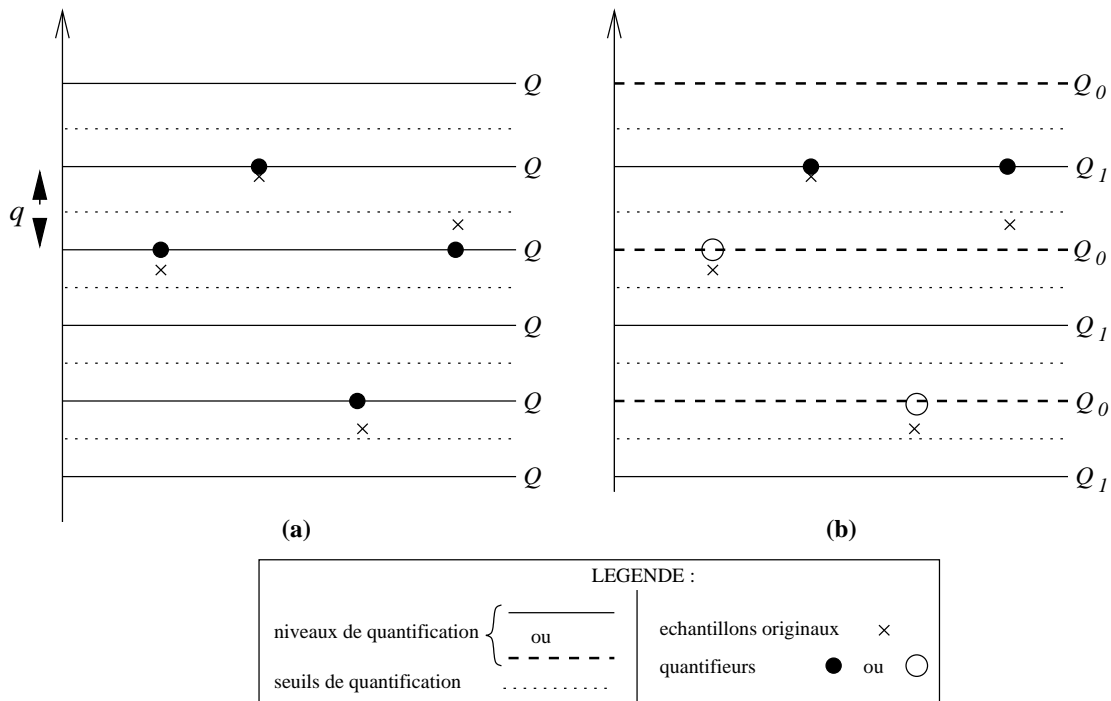 Q
Q
q
Q
Q
Q
Q
(a)
Q0
Q1
Q0
Q1
Q0
Q1
(b)
LEGENDE :
niveaux de quantification
ou
seuils de quantification
echantillons originaux
quantifieurs
ou